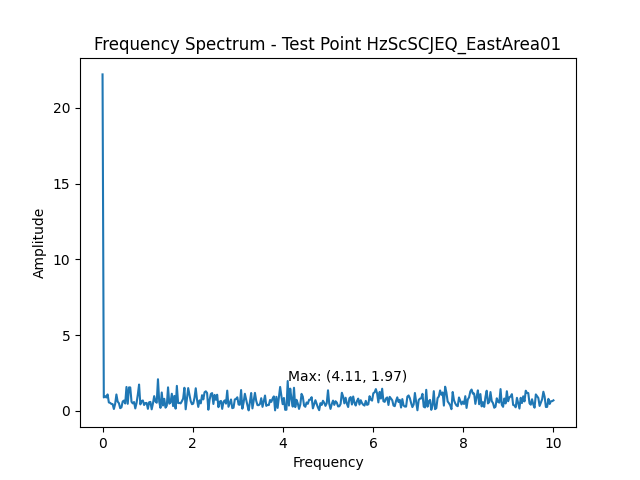 Frequency Spectrum - Test Point HzScSCJEQ_EastArea01
20
15
10
5
0
Amplitude
Max: (4.11, 1.97)
0 2 4 6 8 10
Frequency